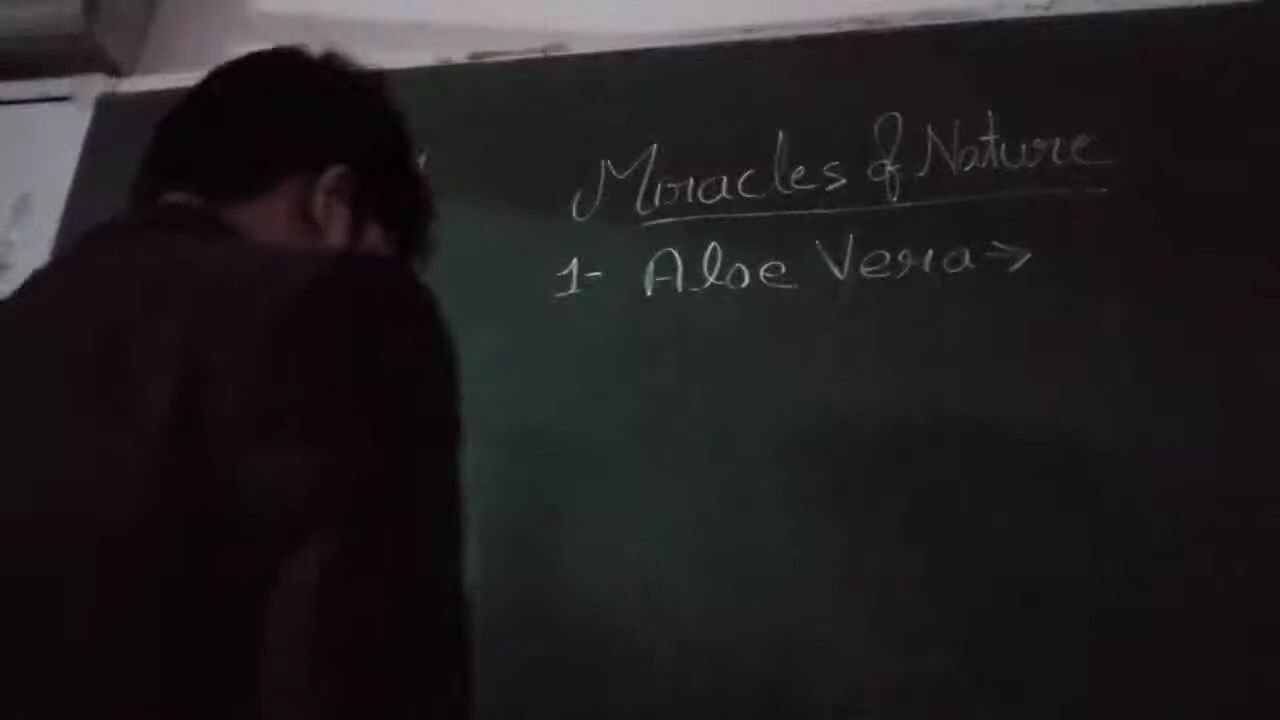 Miracles of Nature
1- Aloe Vera →